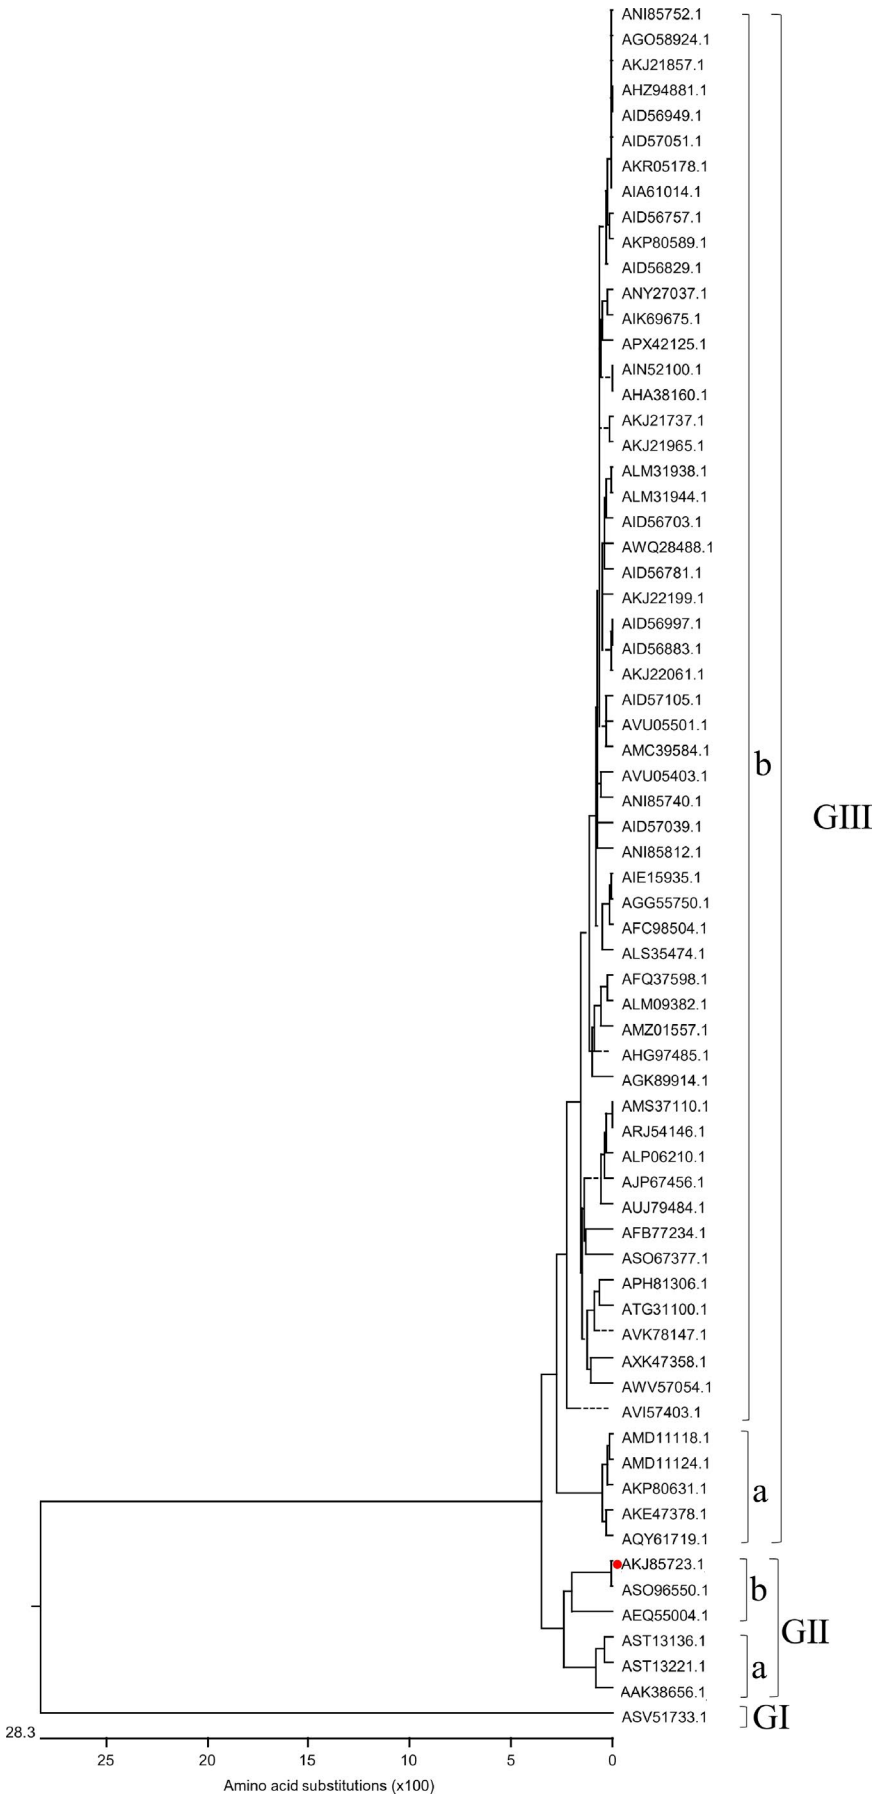 ANI85752.1
AGO58924.1
AKJ21857.1
AHZ94881.1
AID56949.1
AID57051.1
AKR05178.1
AIA61014.1
AID56757.1
AKP80589.1
AID56829.1
ANY27037.1
AIK69675.1
APX42125.1
AIN52100.1
AHA38160.1
AKJ21737.1
AKJ21965.1
ALM31938.1
ALM31944.1
AID56703.1
AWQ28488.1
AID56781.1
AKJ22199.1
AID56997.1
AID56883.1
AKJ22061.1
AID57105.1
AVU05501.1
AMC39584.1
b
AVU05403.1
ANI85740.1
GIII
AID57039.1
ANI85812.1
AIE15935.1
AGG55750.1
AFC98504.1
ALS35474.1
AFQ37598.1
ALM09382.1
AMZ01557.1
AHG97485.1
AGK89914.1
AMS37110.1
ARJ54146.1
ALP06210.1
AJP67456.1
AUJ79484.1
AFB77234.1
ASO67377.1
APH81306.1
ATG31100.1
AVK78147.1
AXK47358.1
AWV57054.1
AVI57403.1
AMD11118.1
AMD11124.1
AKP80631.1
a
AKE47378.1
AQY61719.1
AKJ85723.1
ASO96550.1
b
AEQ55004.1
GII
AST13136.1
AST13221.1
a
AAK38656.1
ASV51733.1
GI
28.3
25 20 15 10 5 0
Amino acid substitutions (x100)